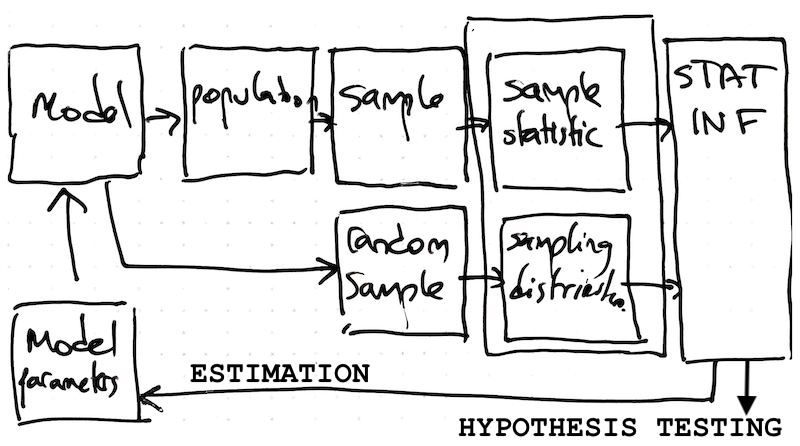 Model
population
sample
sample
statistic
STAT
INF
random
sample
sampling
distribution
Model
parameters
ESTIMATION
HYPOTHESIS TESTING